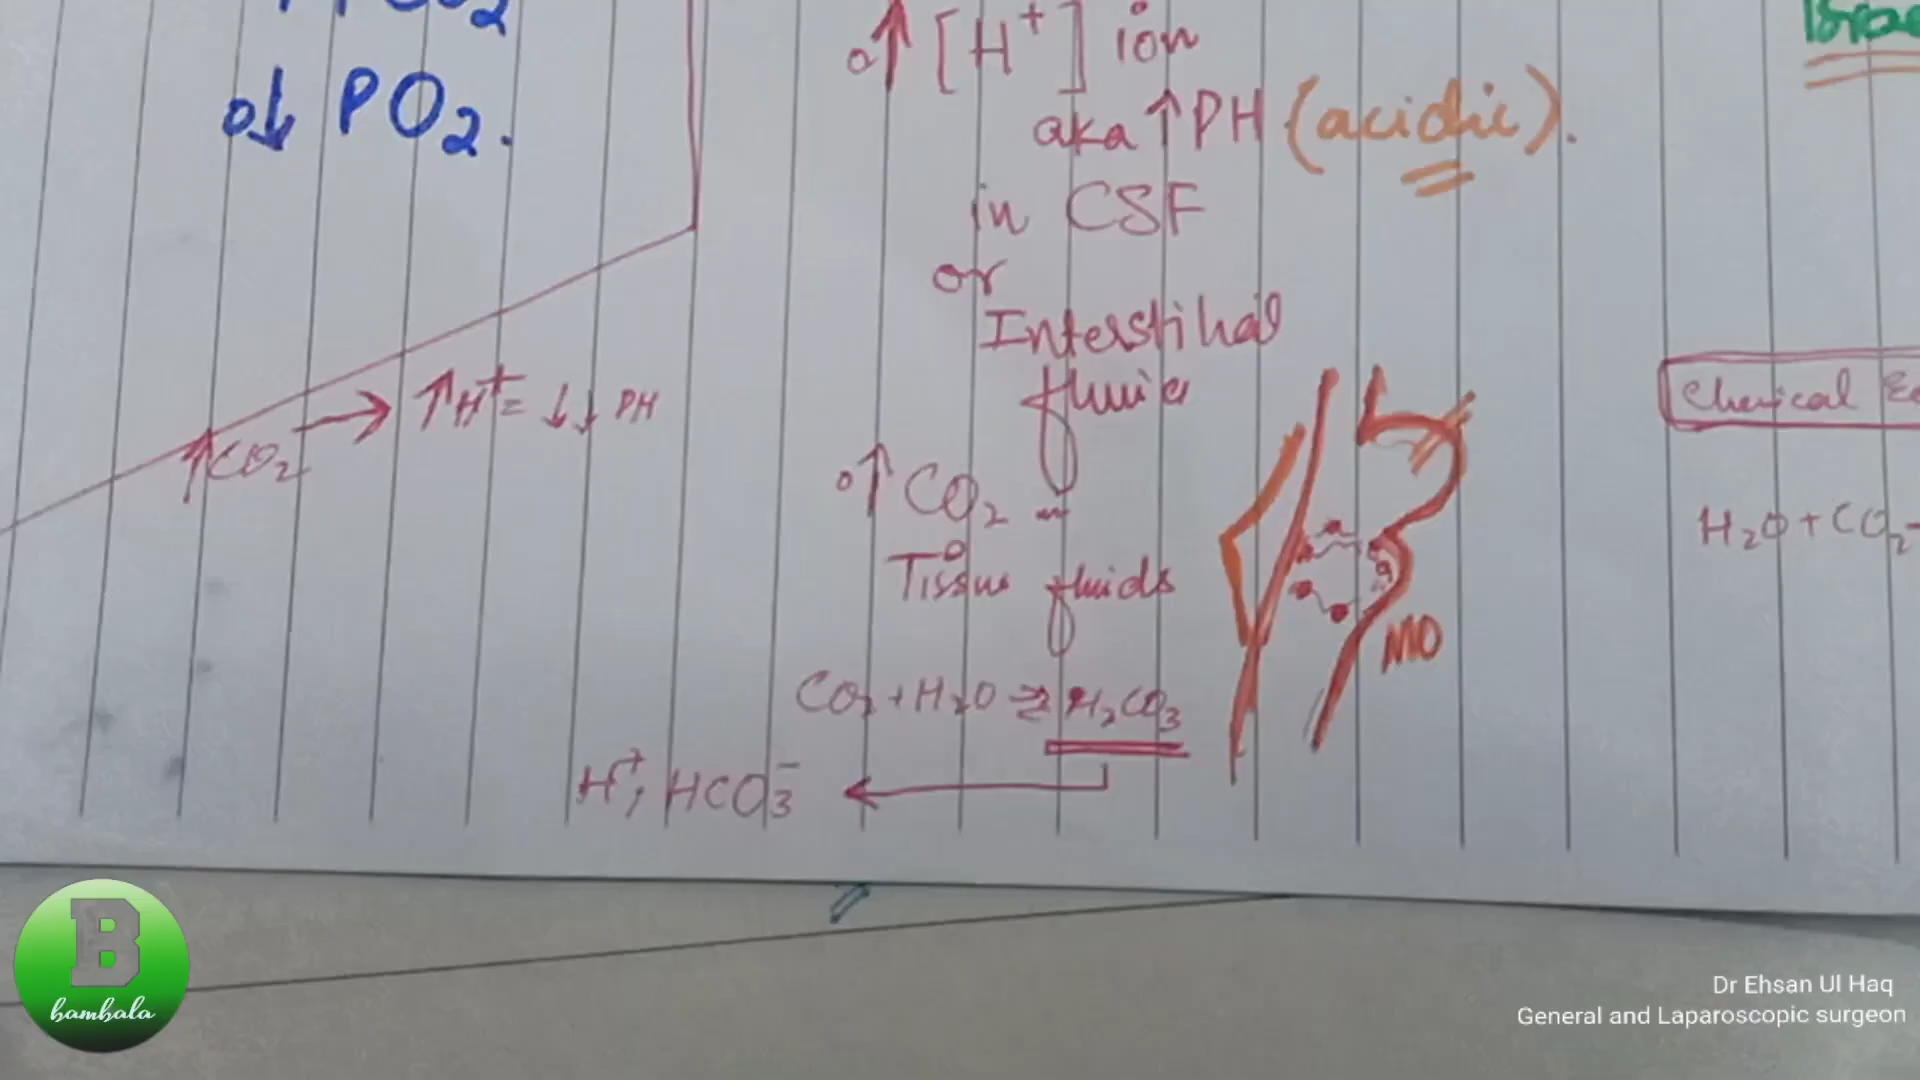 ↓ PO2.
↑ [H+] ion
aka ↑ PH (acidic).
in CSF
or
Interstitial
fluid
↑ CO2 in
Tissue fluids
CO2 + H2O ⇌ H2CO3
H+, HCO3-
↑ CO2 → ↑ H+ = ↓↓ PH
MO
Chemical
H2O + CO2
B
bambala
Dr Ehsan Ul Haq
General and Laparoscopic surgeon